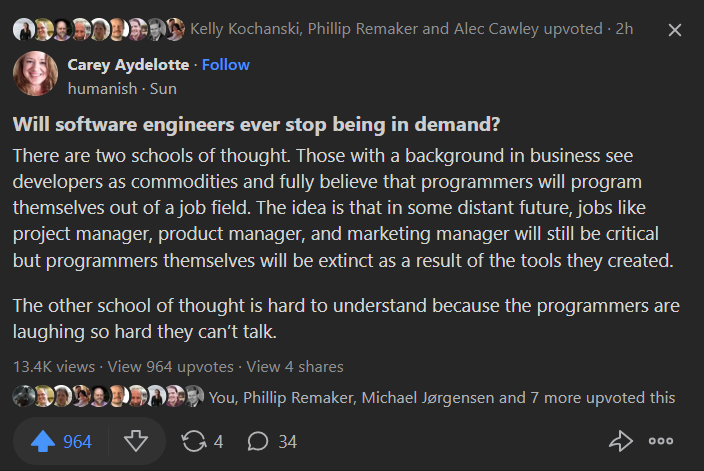 Kelly Kochanski, Phillip Remaker and Alec Cawley upvoted · 2h
Carey Aydelotte · Follow
humanish · Sun
Will software engineers ever stop being in demand?
There are two schools of thought. Those with a background in business see
developers as commodities and fully believe that programmers will program
themselves out of a job field. The idea is that in some distant future, jobs like
project manager, product manager, and marketing manager will still be critical
but programmers themselves will be extinct as a result of the tools they created.
The other school of thought is hard to understand because the programmers are
laughing so hard they can’t talk.
13.4K views · View 964 upvotes · View 4 shares
You, Phillip Remaker, Michael Jørgensen and 7 more upvoted this
964 4 34